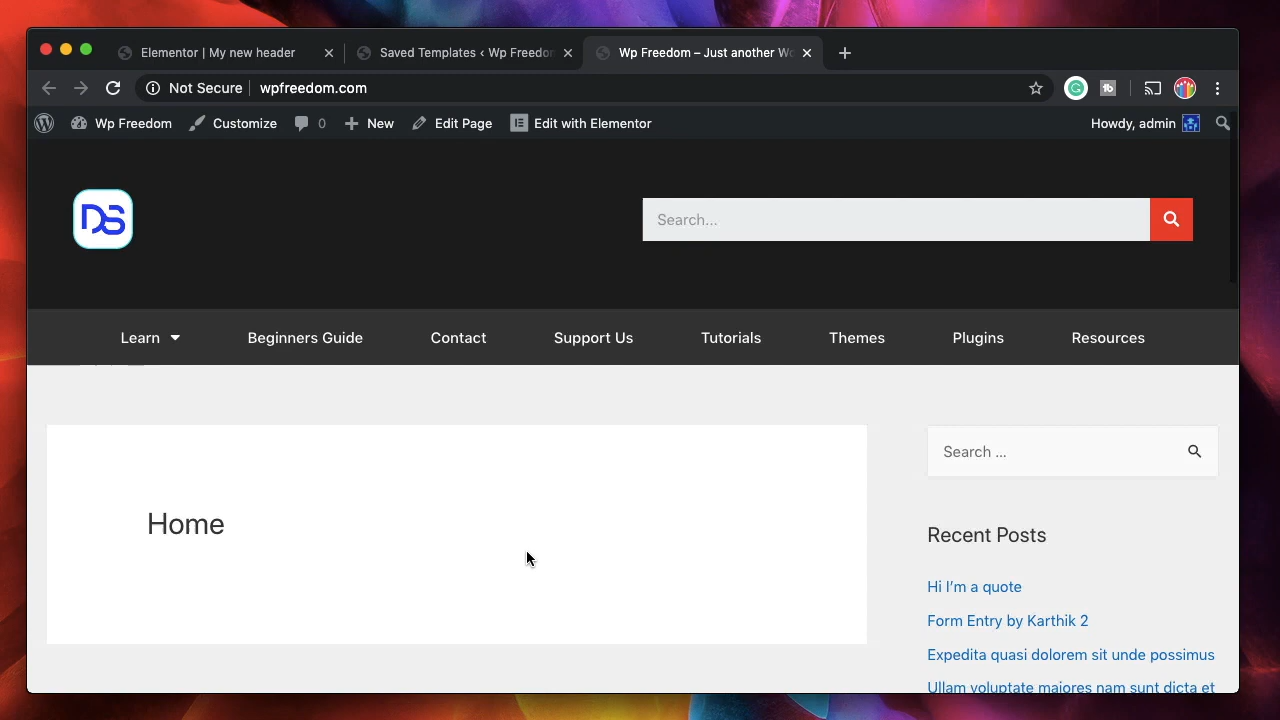 Elementor | My new header
Saved Templates ‹ Wp Freedom
Wp Freedom – Just another Wo
Not Secure
wpfreedom.com
Wp Freedom
Customize
0
New
Edit Page
Edit with Elementor
Howdy, admin
DS
Search...
Learn
Beginners Guide
Contact
Support Us
Tutorials
Themes
Plugins
Resources
Home
Search ...
Recent Posts
Hi I'm a quote
Form Entry by Karthik 2
Expedita quasi dolorem sit unde possimus
Ullam voluptate maiores nam sunt dicta et